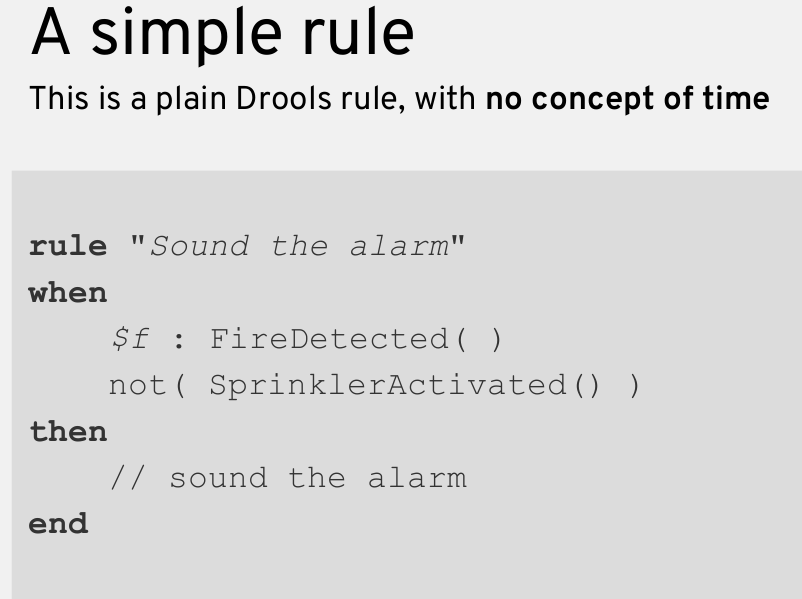 A simple rule
This is a plain Drools rule, with no concept of time
rule "Sound the alarm"
when
$f : FireDetected( )
not( SprinklerActivated() )
then
// sound the alarm
end